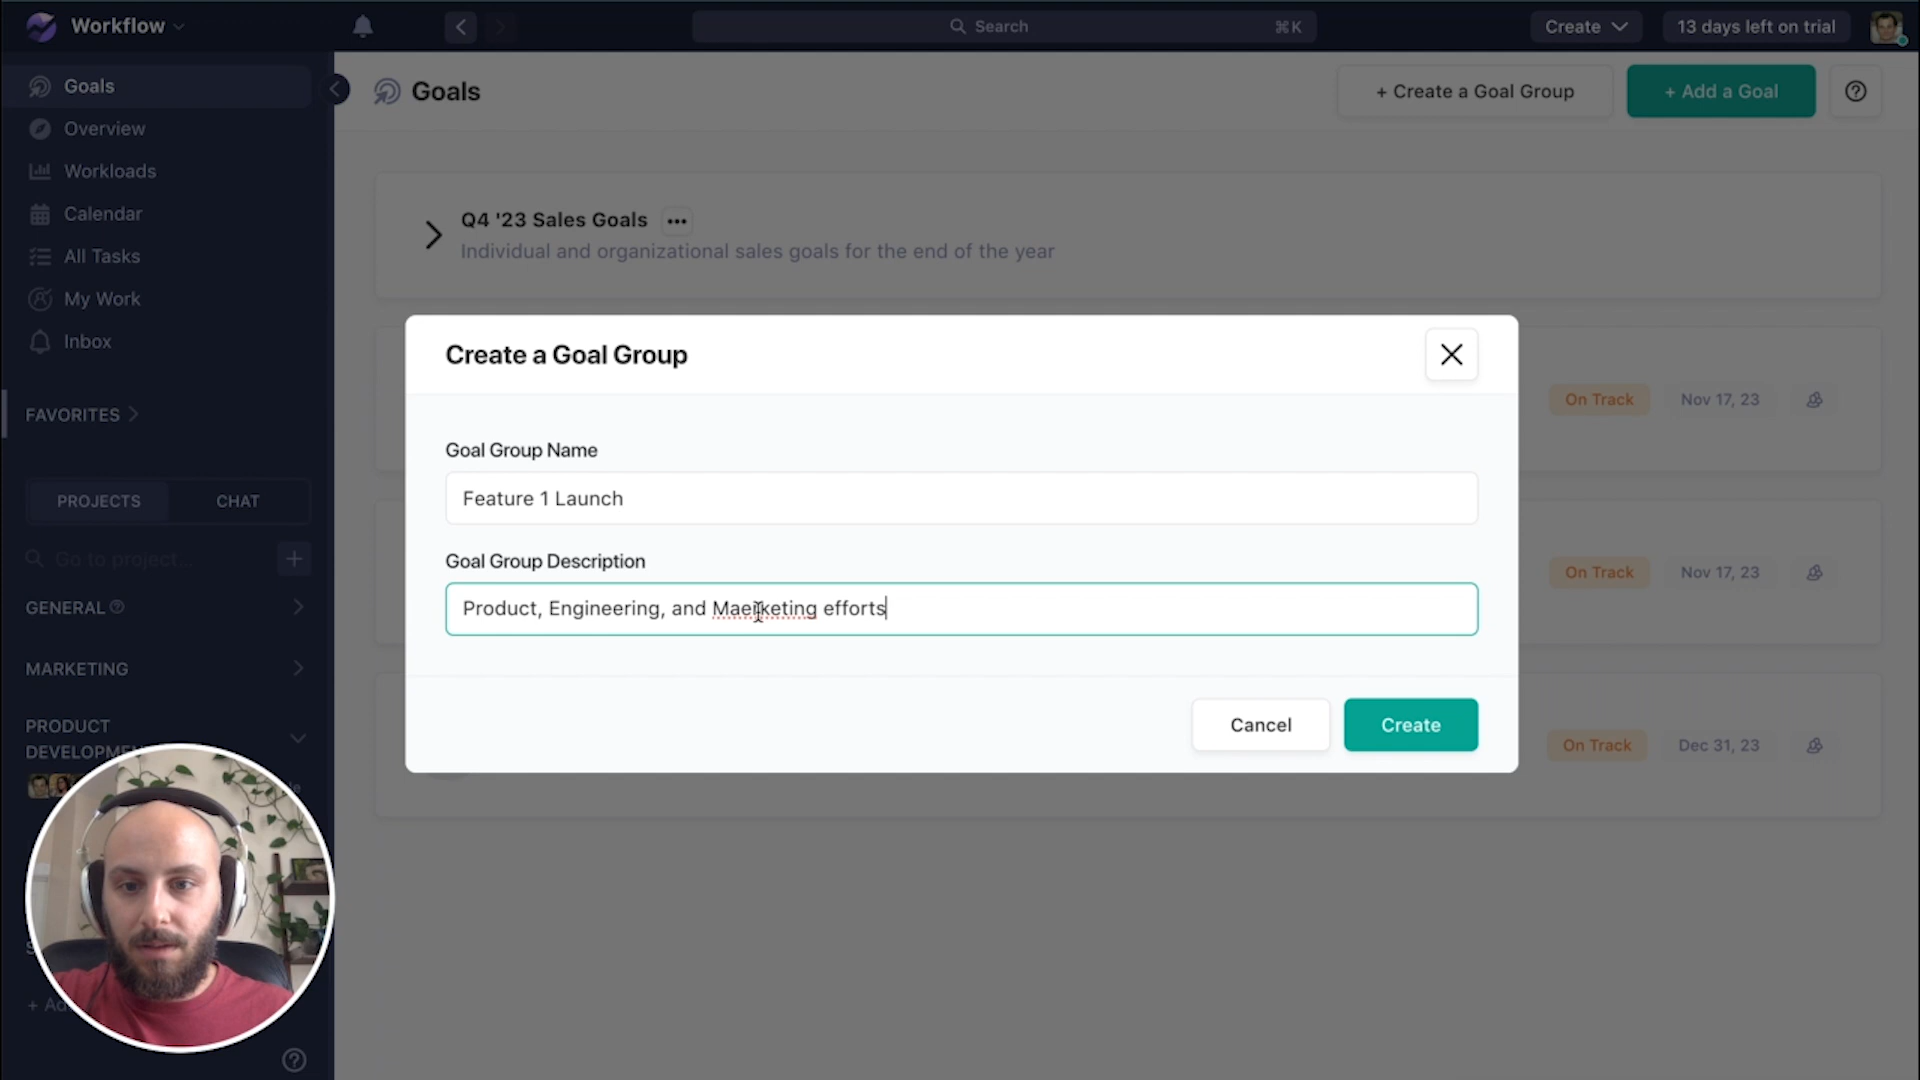 Workflow
Search
⌘K
Create
13 days left on trial
Goals
Overview
Workloads
Calendar
All Tasks
My Work
Inbox
FAVORITES
PROJECTS
CHAT
Go to project...
GENERAL
MARKETING
PRODUCT
Goals
+ Create a Goal Group
+ Add a Goal
Q4 '23 Sales Goals
Individual and organizational sales goals for the end of the year
On Track
Nov 17, 23
On Track
Nov 17, 23
On Track
Dec 31, 23
Create a Goal Group
Goal Group Name
Feature 1 Launch
Goal Group Description
Product, Engineering, and Maerketing efforts
Cancel
Create